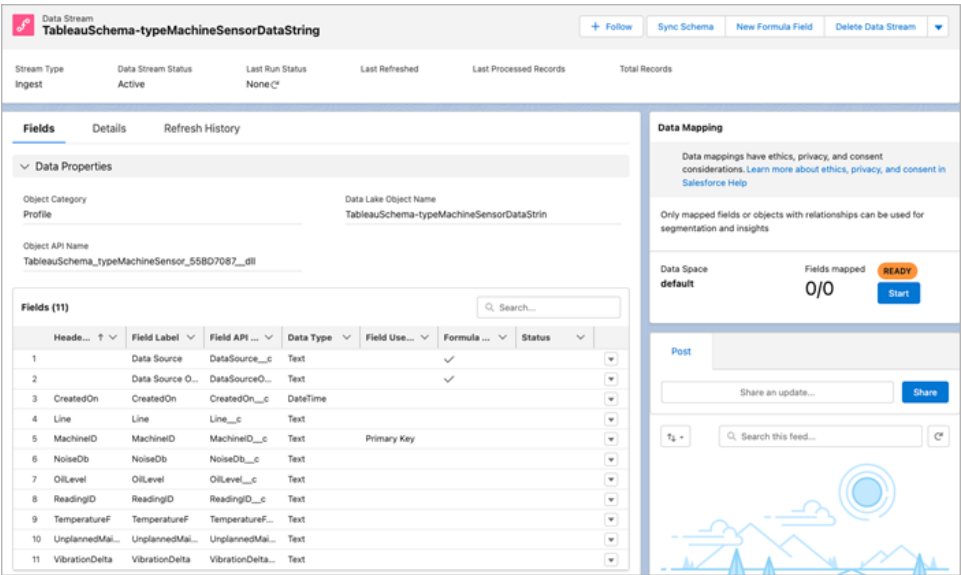 Data Stream
TableauSchema-typeMachineSensorDataString
+ Follow Sync Schema New Formula Field Delete Data Stream
Stream Type Data Stream Status Last Run Status Last Refreshed Last Processed Records Total Records
Ingest Active None
Fields Details Refresh History
Data Properties
Object Category Data Lake Object Name
Profile TableauSchema-typeMachineSensorDataStrin
Object API Name
TableauSchema_typeMachineSensor_55BD7087__dll
Fields (11) Search...
Heade... Field Label Field API ... Data Type Field Use... Formula ... Status
1 Data Source DataSource__c Text
2 Data Source O... DataSourceO... Text
3 CreatedOn CreatedOn CreatedOn__c DateTime
4 Line Line Line__c Text
5 MachineID MachineID MachineID__c Text Primary Key
6 NoiseDb NoiseDb NoiseDb__c Text
7 OilLevel OilLevel OilLevel__c Text
8 ReadingID ReadingID ReadingID__c Text
9 TemperatureF TemperatureF TemperatureF... Text
10 UnplannedMai... UnplannedMai... UnplannedMai... Text
11 VibrationDelta VibrationDelta VibrationDelta... Text
Data Mapping
Data mappings have ethics, privacy, and consent
considerations. Learn more about ethics, privacy, and consent in
Salesforce Help
Only mapped fields or objects with relationships can be used for
segmentation and insights
Data Space Fields mapped READY
default 0/0 Start
Post
Share an update... Share
Search this feed...